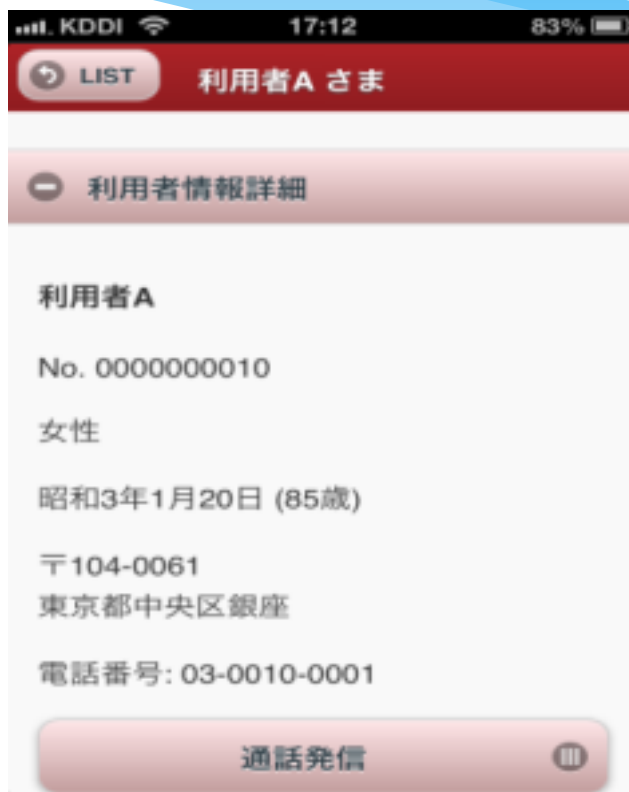 KDDI 17:12 83%
LIST 利用者A さま
利用者情報詳細
利用者A
No. 0000000010
女性
昭和3年1月20日 (85歳)
〒104-0061
東京都中央区銀座
電話番号: 03-0010-0001
通話発信